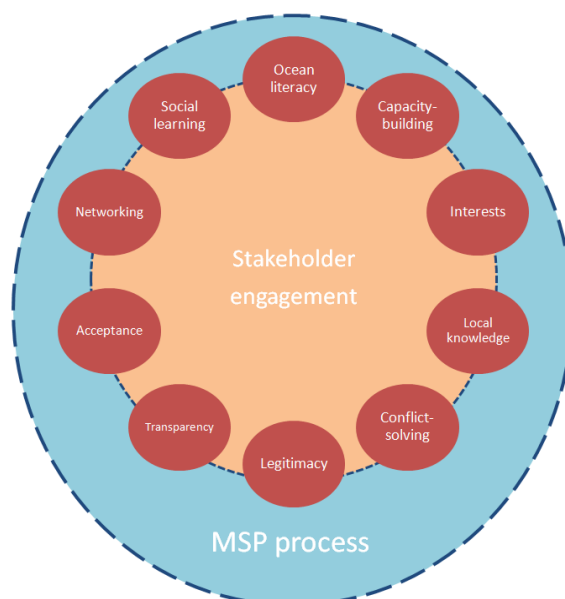 Ocean
literacy
Capacity-
building
Interests
Local
knowledge
Conflict-
solving
Legitimacy
Transparency
Acceptance
Networking
Social
learning
Stakeholder
engagement
MSP process